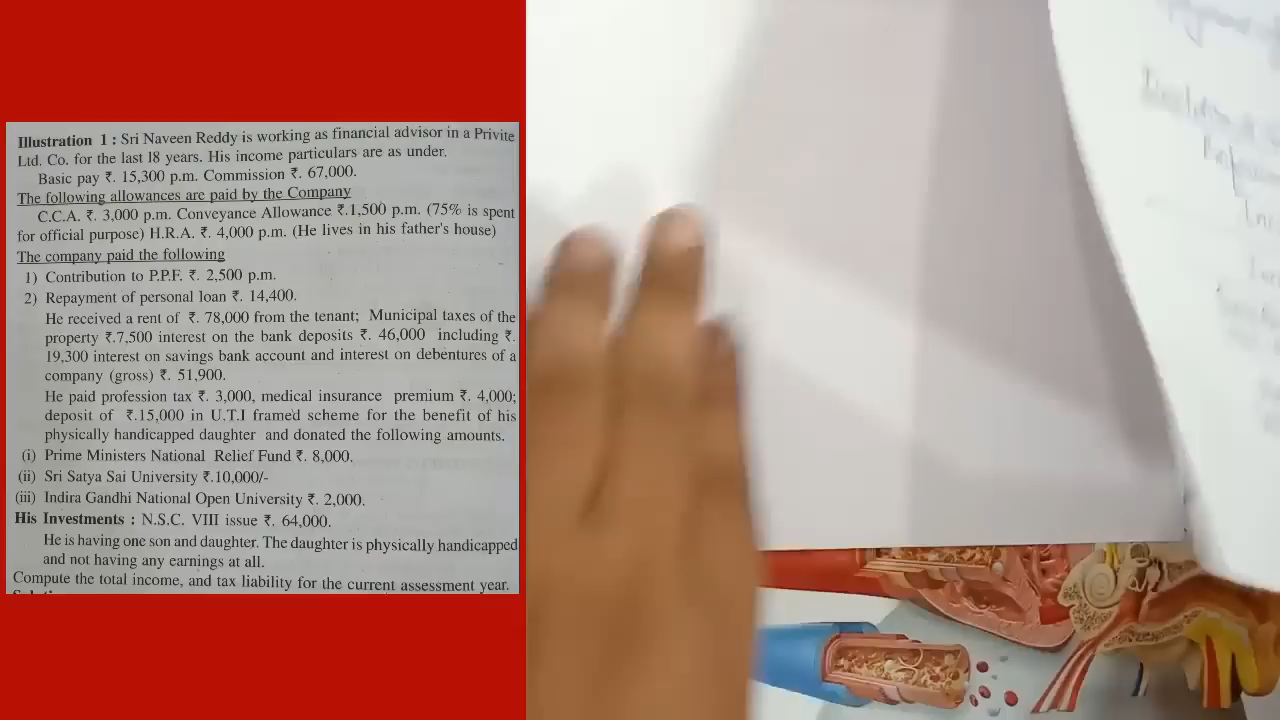 Illustration 1 : Sri Naveen Reddy is working as financial advisor in a Privite
Ltd. Co. for the last 18 years. His income particulars are as under.
Basic pay ₹. 15,300 p.m. Commission ₹. 67,000.
The following allowances are paid by the Company
C.C.A. ₹. 3,000 p.m. Conveyance Allowance ₹.1,500 p.m. (75% is spent
for official purpose) H.R.A. ₹. 4,000 p.m. (He lives in his father's house)
The company paid the following
1) Contribution to P.P.F. ₹. 2,500 p.m.
2) Repayment of personal loan ₹. 14,400.
He received a rent of ₹. 78,000 from the tenant; Municipal taxes of the
property ₹.7,500 interest on the bank deposits ₹. 46,000 including ₹.
19,300 interest on savings bank account and interest on debentures of a
company (gross) ₹. 51,900.
He paid profession tax ₹. 3,000, medical insurance premium ₹. 4,000;
deposit of ₹.15,000 in U.T.I framed scheme for the benefit of his
physically handicapped daughter and donated the following amounts.
(i) Prime Ministers National Relief Fund ₹. 8,000.
(ii) Sri Satya Sai University ₹.10,000/-
(iii) Indira Gandhi National Open University ₹. 2,000.
His Investments : N.S.C. VIII issue ₹. 64,000.
He is having one son and daughter. The daughter is physically handicapped
and not having any earnings at all.
Compute the total income, and tax liability for the current assessment year.